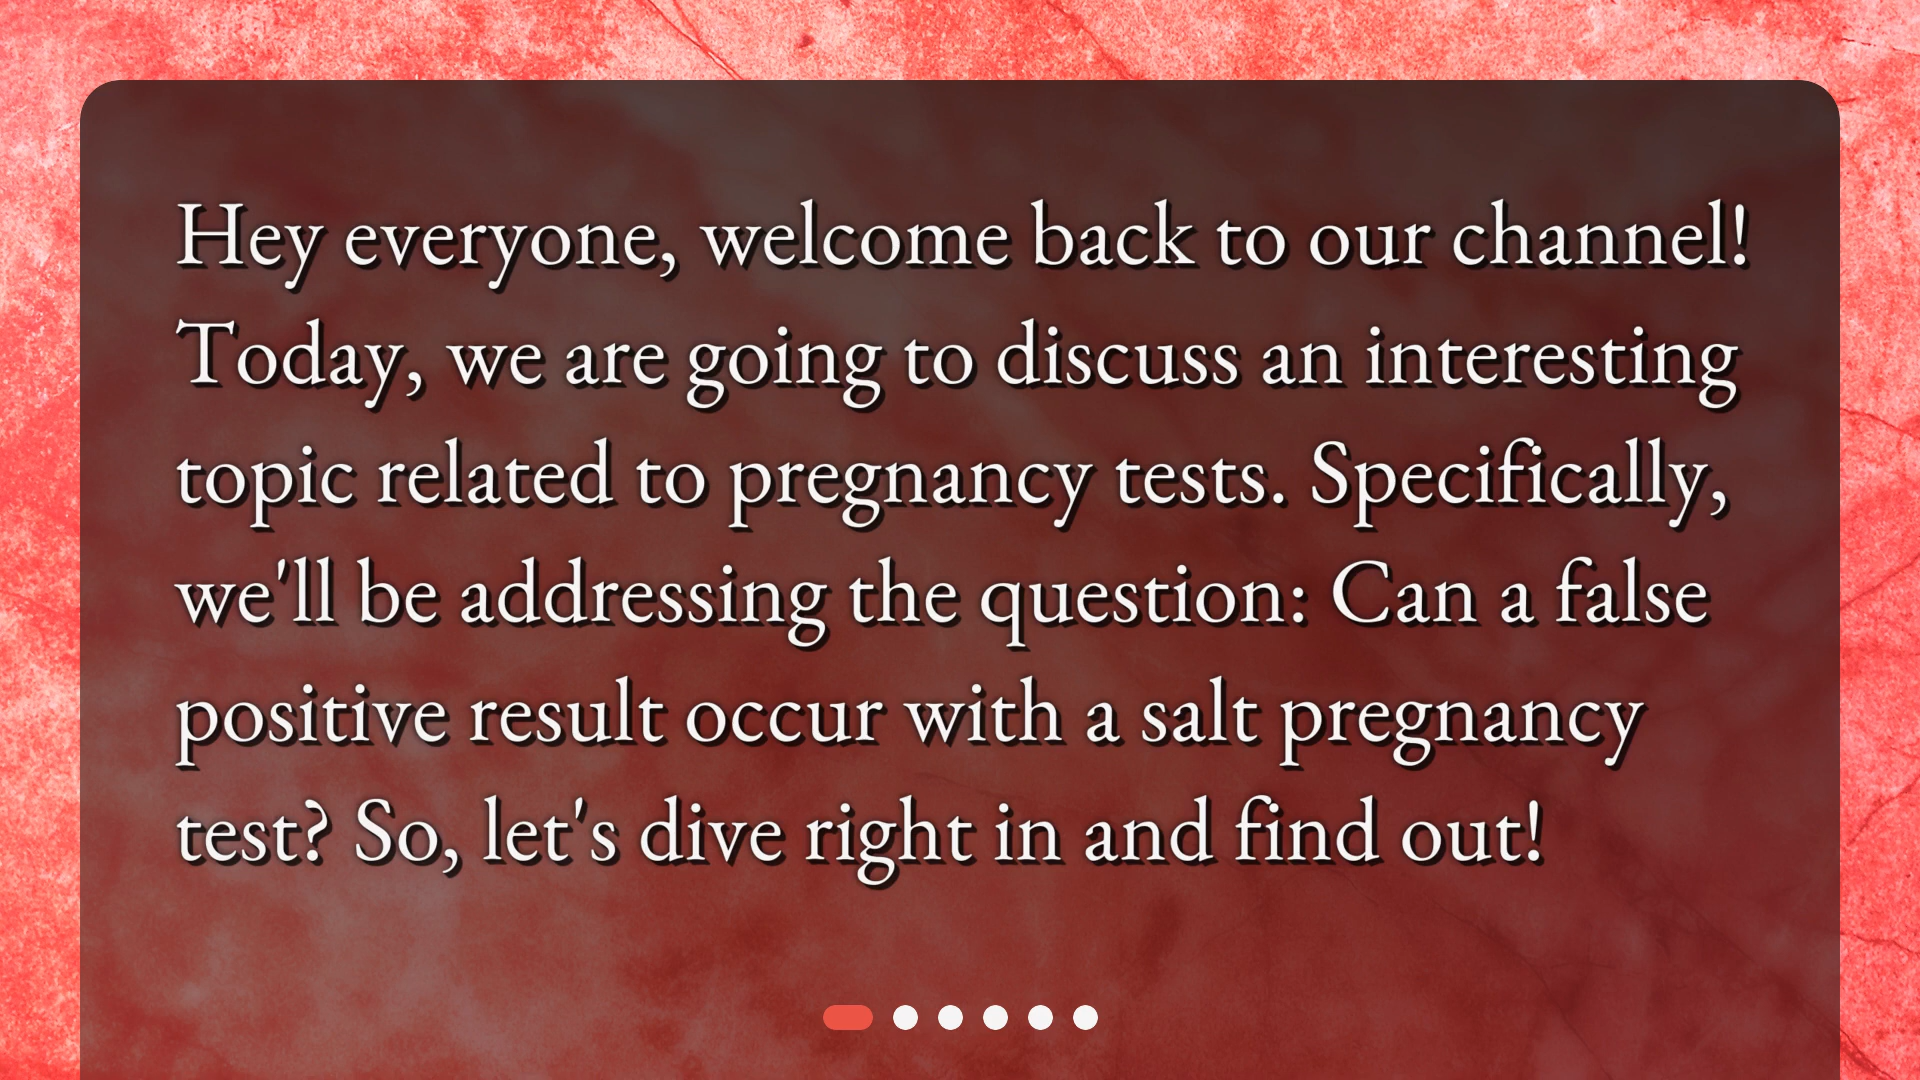 Hey everyone, welcome back to our channel!
Today, we are going to discuss an interesting
topic related to pregnancy tests. Specifically,
we'll be addressing the question: Can a false
positive result occur with a salt pregnancy
test? So, let's dive right in and find out!